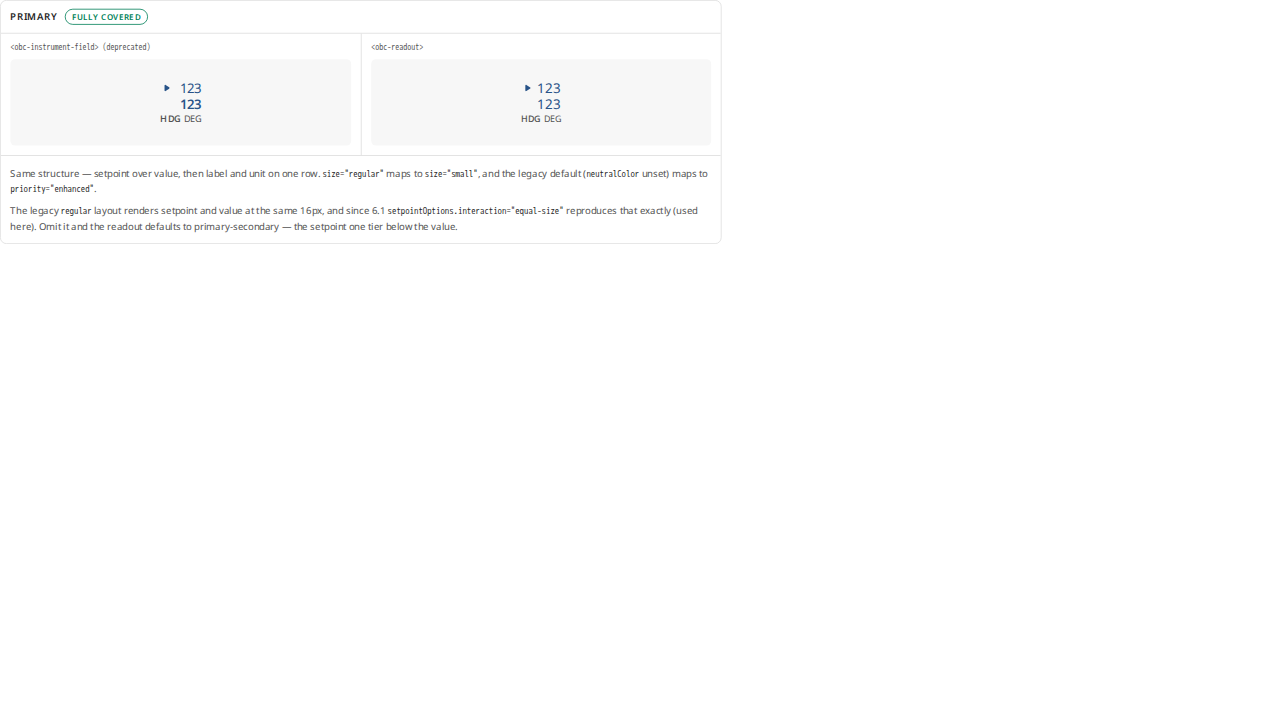 PRIMARY FULLY COVERED
<obc-instrument-field> (deprecated)
123
123
HDG DEG
<obc-readout>
123
123
HDG DEG
Same structure — setpoint over value, then label and unit on one row. size="regular" maps to size="small", and the legacy default (neutralColor unset) maps to
priority="enhanced".
The legacy regular layout renders setpoint and value at the same 16px, and since 6.1 setpointOptions.interaction="equal-size" reproduces that exactly (used
here). Omit it and the readout defaults to primary-secondary — the setpoint one tier below the value.